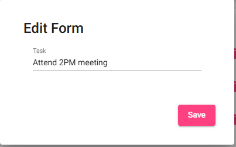 Edit Form
Task
Attend 2PM meeting
Save